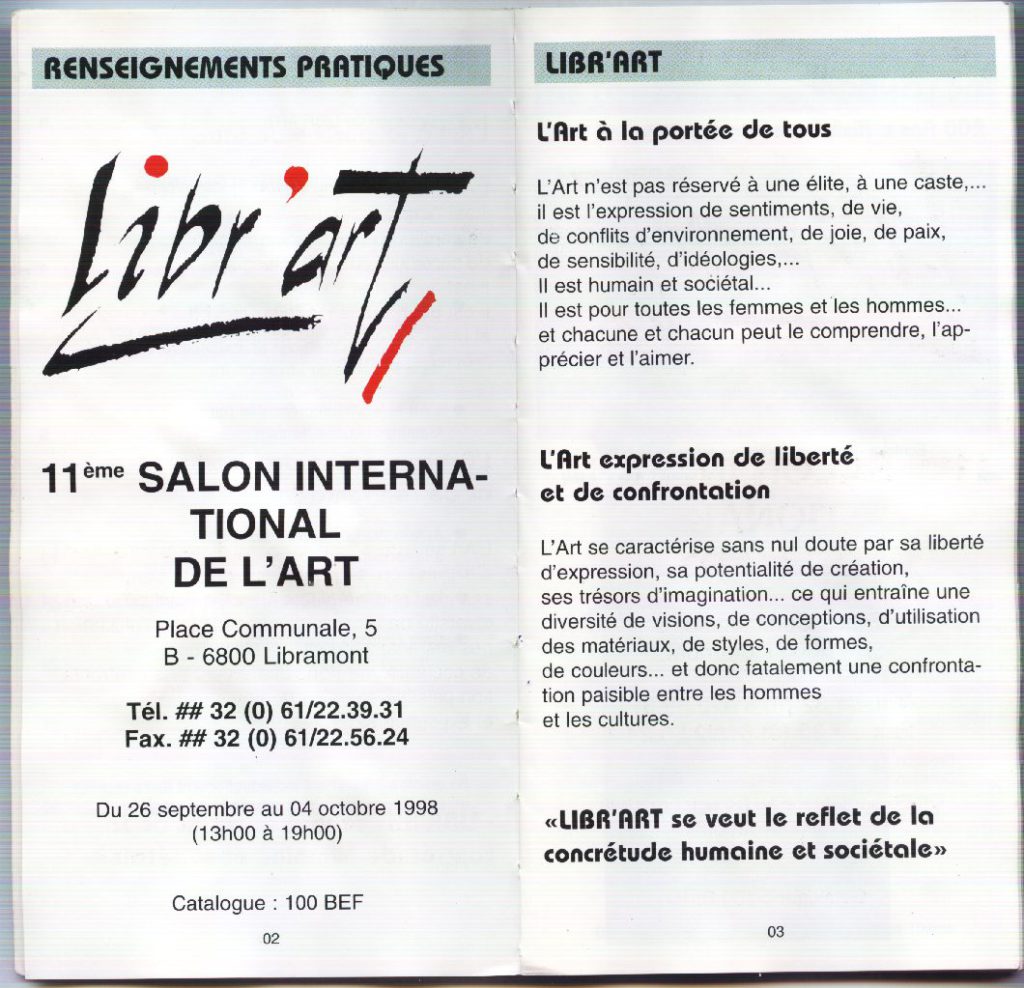 RENSEIGNEMENTS PRATIQUES
Libr'art
11ème SALON INTERNA-
TIONAL
DE L'ART
Place Communale, 5
B - 6800 Libramont
Tél. ## 32 (0) 61/22.39.31
Fax. ## 32 (0) 61/22.56.24
Du 26 septembre au 04 octobre 1998
(13h00 à 19h00)
Catalogue : 100 BEF
02
LIBR'ART
L'Art à la portée de tous
L'Art n'est pas réservé à une élite, à une caste,...
il est l'expression de sentiments, de vie,
de conflits d'environnement, de joie, de paix,
de sensibilité, d'idéologies,...
Il est humain et sociétal...
Il est pour toutes les femmes et les hommes...
et chacune et chacun peut le comprendre, l'ap-
précier et l'aimer.
L'Art expression de liberté
et de confrontation
L'Art se caractérise sans nul doute par sa liberté
d'expression, sa potentialité de création,
ses trésors d'imagination... ce qui entraîne une
diversité de visions, de conceptions, d'utilisation
des matériaux, de styles, de formes,
de couleurs... et donc fatalement une confronta-
tion paisible entre les hommes
et les cultures.
«LIBR'ART se veut le reflet de la
concrétude humaine et sociétale»
03